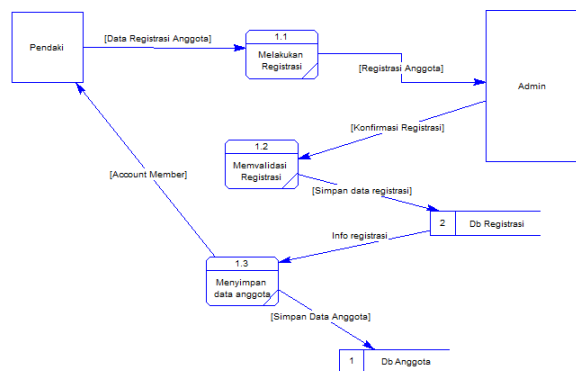 Pendaki
[Data Registrasi Anggota]
1.1
Melakukan
Registrasi
[Registrasi Anggota]
Admin
[Konfirmasi Registrasi]
1.2
Memvalidasi
Registrasi
[Account Member]
[Simpan data registrasi]
2 Db Registrasi
Info registrasi
1.3
Menyimpan
data anggota
[Simpan Data Anggota]
1 Db Anggota